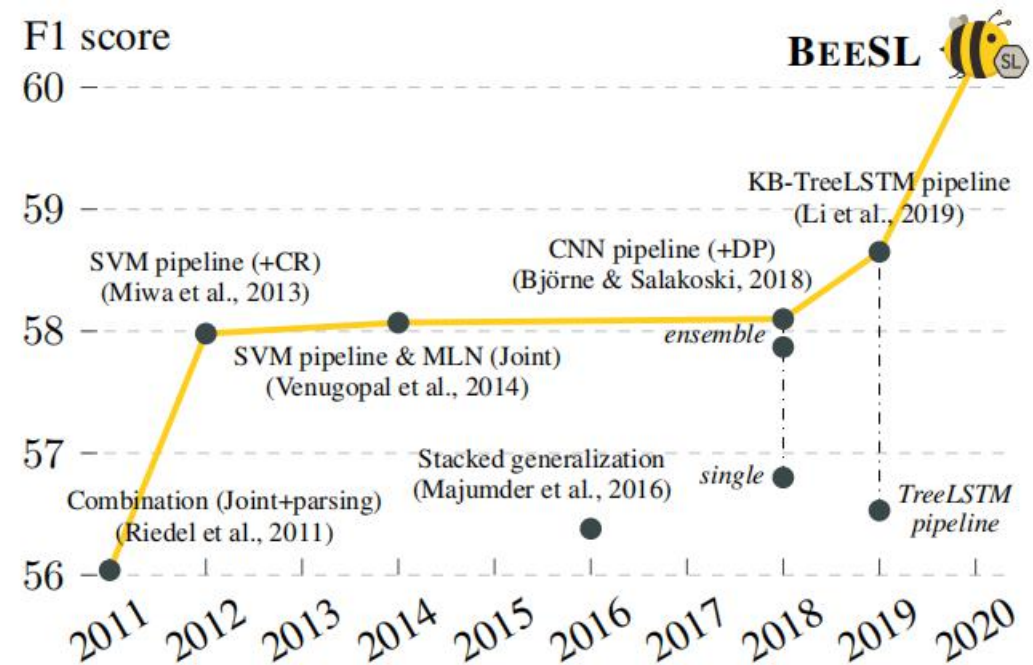 F1 score
BEESL
SL
60
KB-TreeLSTM pipeline
(Li et al., 2019)
59
CNN pipeline (+DP)
(Björne & Salakoski, 2018)
SVM pipeline (+CR)
(Miwa et al., 2013)
58
ensemble
SVM pipeline & MLN (Joint)
(Venugopal et al., 2014)
57
Stacked generalization
(Majumder et al., 2016)
single
TreeLSTM
pipeline
Combination (Joint+parsing)
(Riedel et al., 2011)
56
2011 2012 2013 2014 2015 2016 2017 2018 2019 2020